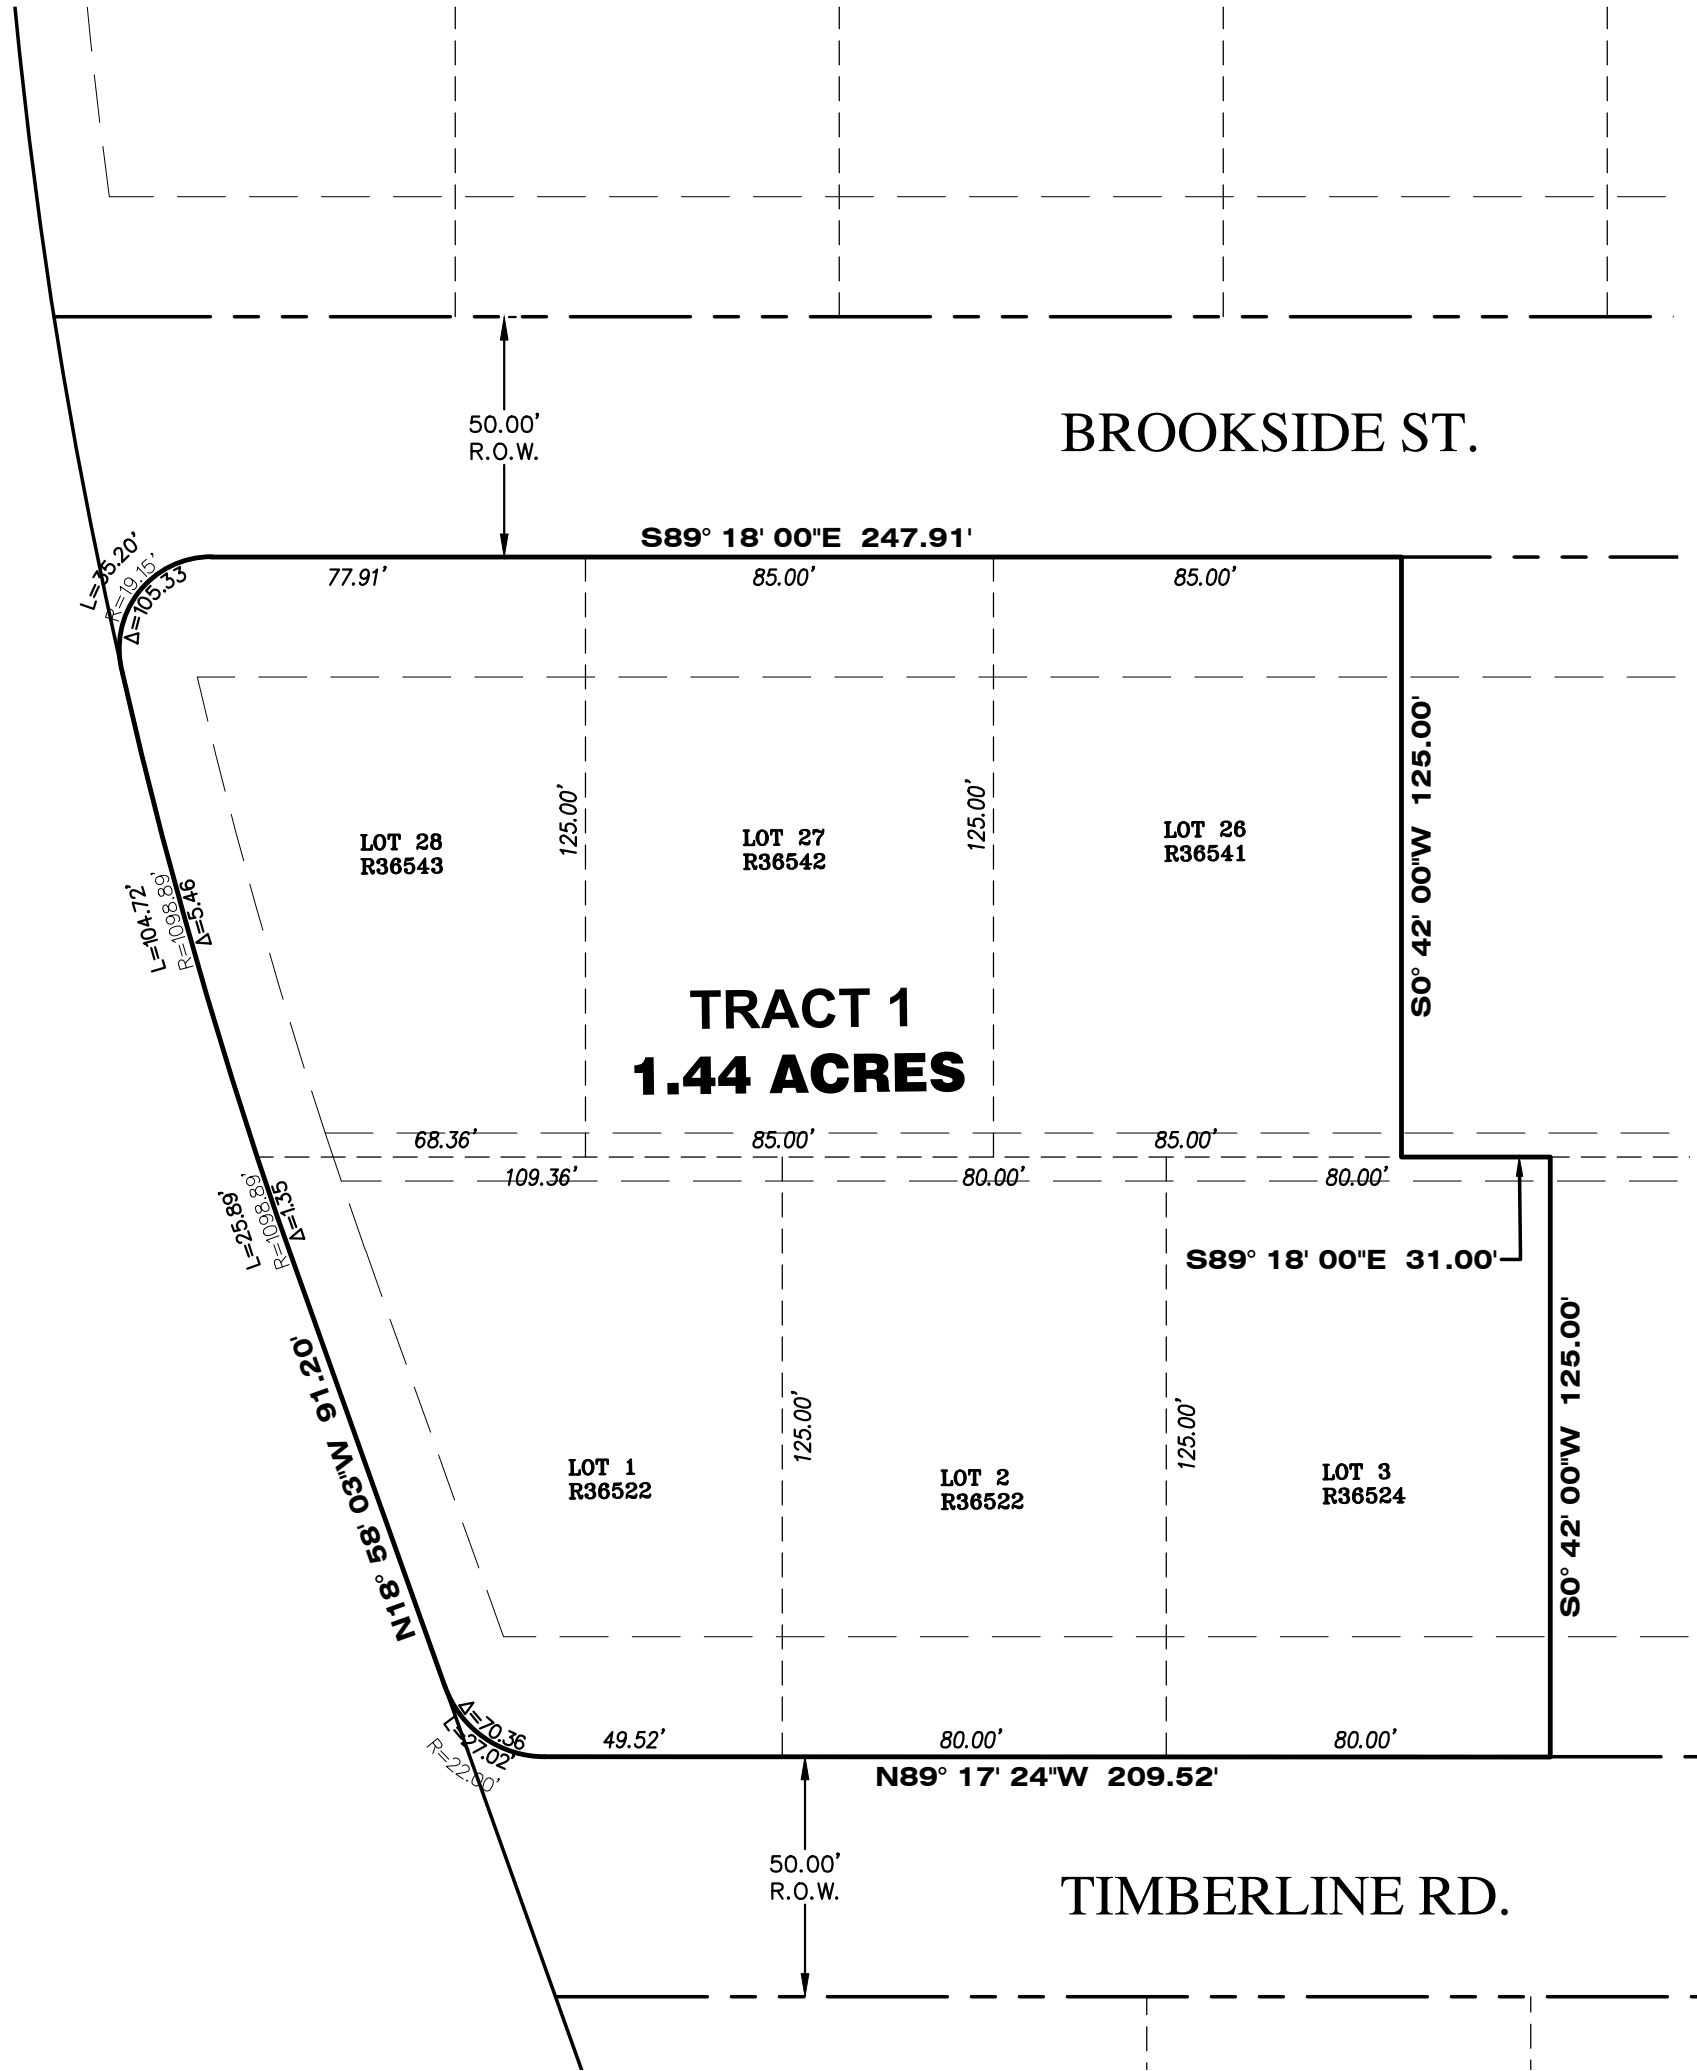 50.00'
R.O.W.
BROOKSIDE ST.
S89° 18' 00"E 247.91'
77.91'
85.00'
85.00'
L=35.20'
R=19.15'
Δ=105.33
S0° 42' 00"W 125.00'
125.00'
125.00'
LOT 28
R36543
LOT 27
R36542
LOT 26
R36541
L=104.72'
R=1098.89'
Δ=5.46
TRACT 1
1.44 ACRES
68.36'
85.00'
85.00'
109.36'
80.00'
80.00'
L=25.89'
R=1098.89'
Δ=1.35
S89° 18' 00"E 31.00'
N18° 58' 03"W 91.20'
125.00'
125.00'
S0° 42' 00"W 125.00'
LOT 1
R36522
LOT 2
R36522
LOT 3
R36524
Δ=70.36
L=27.02'
R=22.00'
49.52'
80.00'
80.00'
N89° 17' 24"W 209.52'
50.00'
R.O.W.
TIMBERLINE RD.